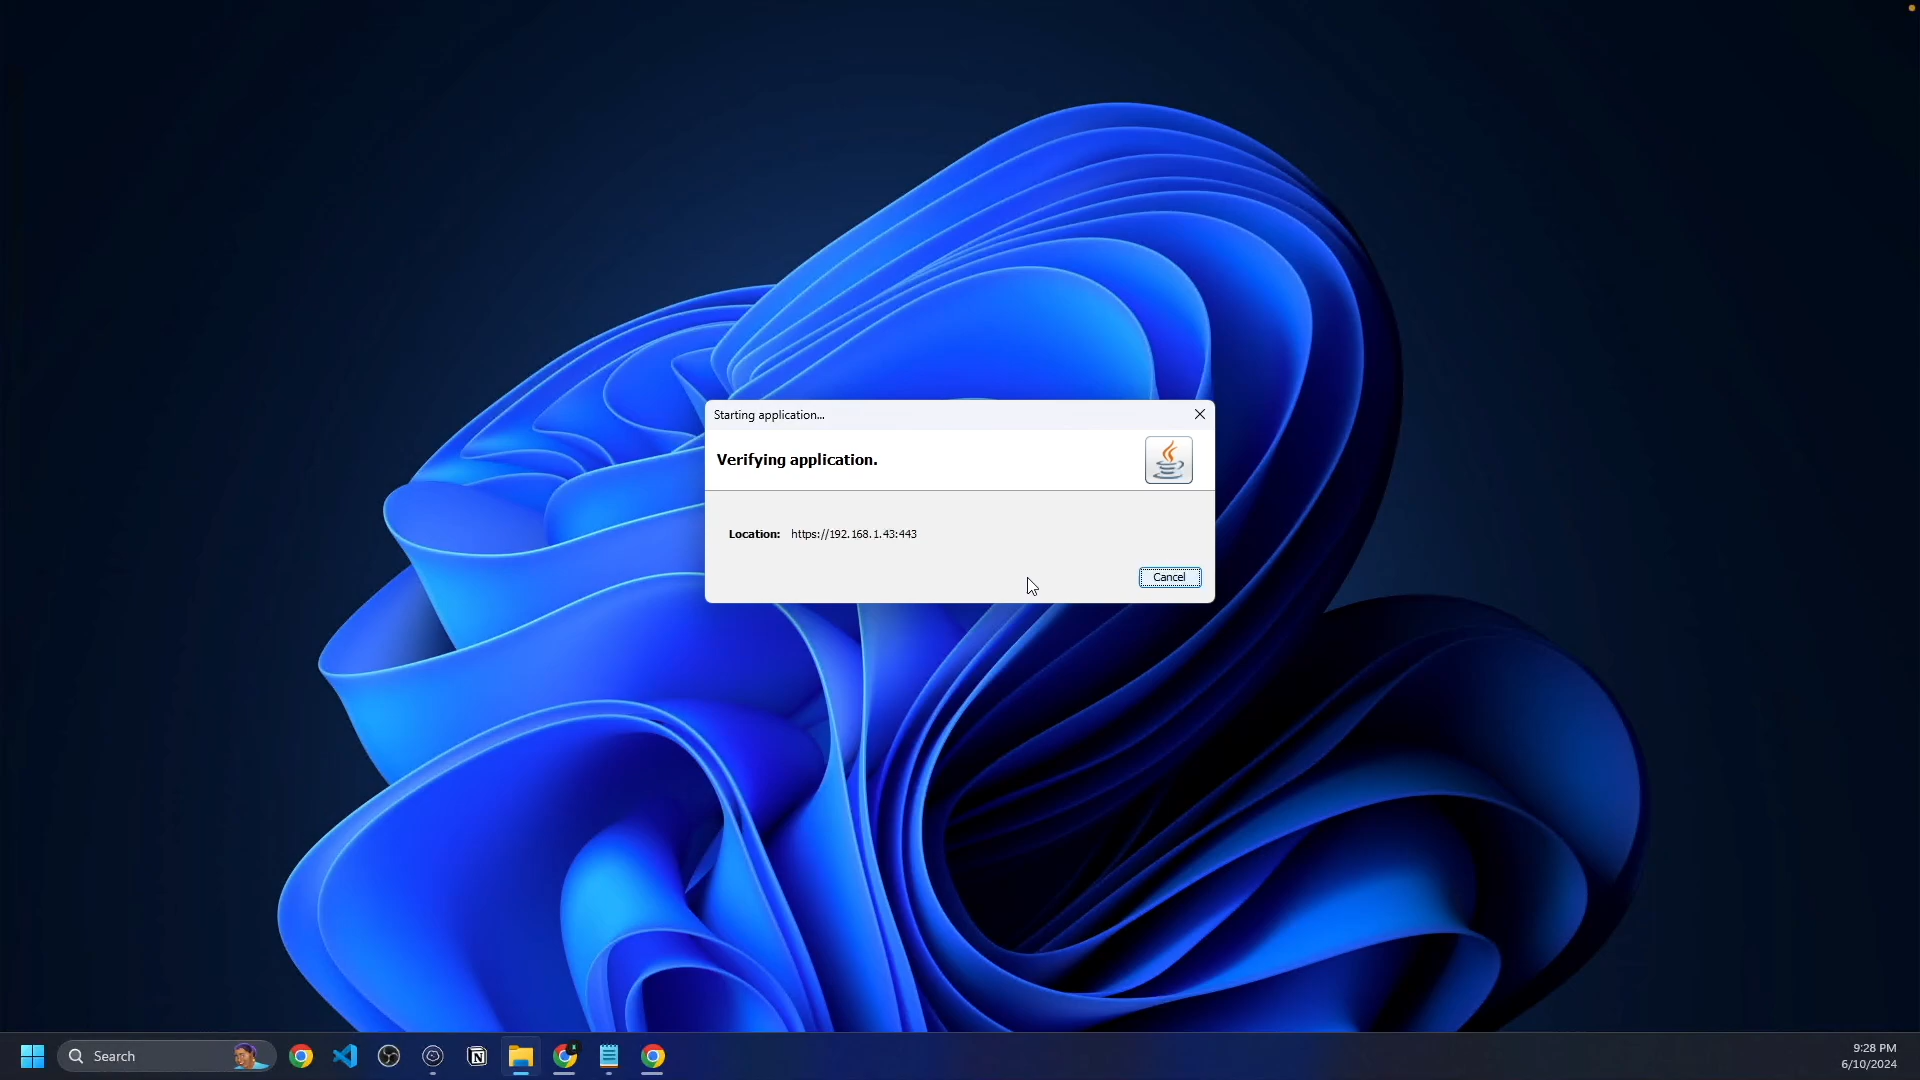 Starting application...
Verifying application.
Location: https://192.168.1.43:443
Cancel
Search
9:28 PM
6/10/2024